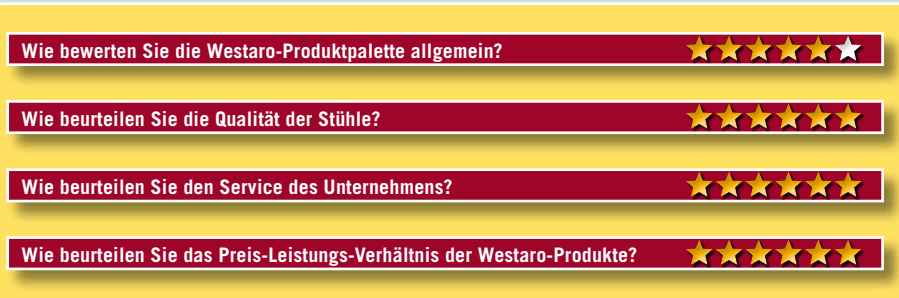 Wie bewerten Sie die Westaro-Produktpalette allgemein?
Wie beurteilen Sie die Qualität der Stühle?
Wie beurteilen Sie den Service des Unternehmens?
Wie beurteilen Sie das Preis-Leistungs-Verhältnis der Westaro-Produkte?